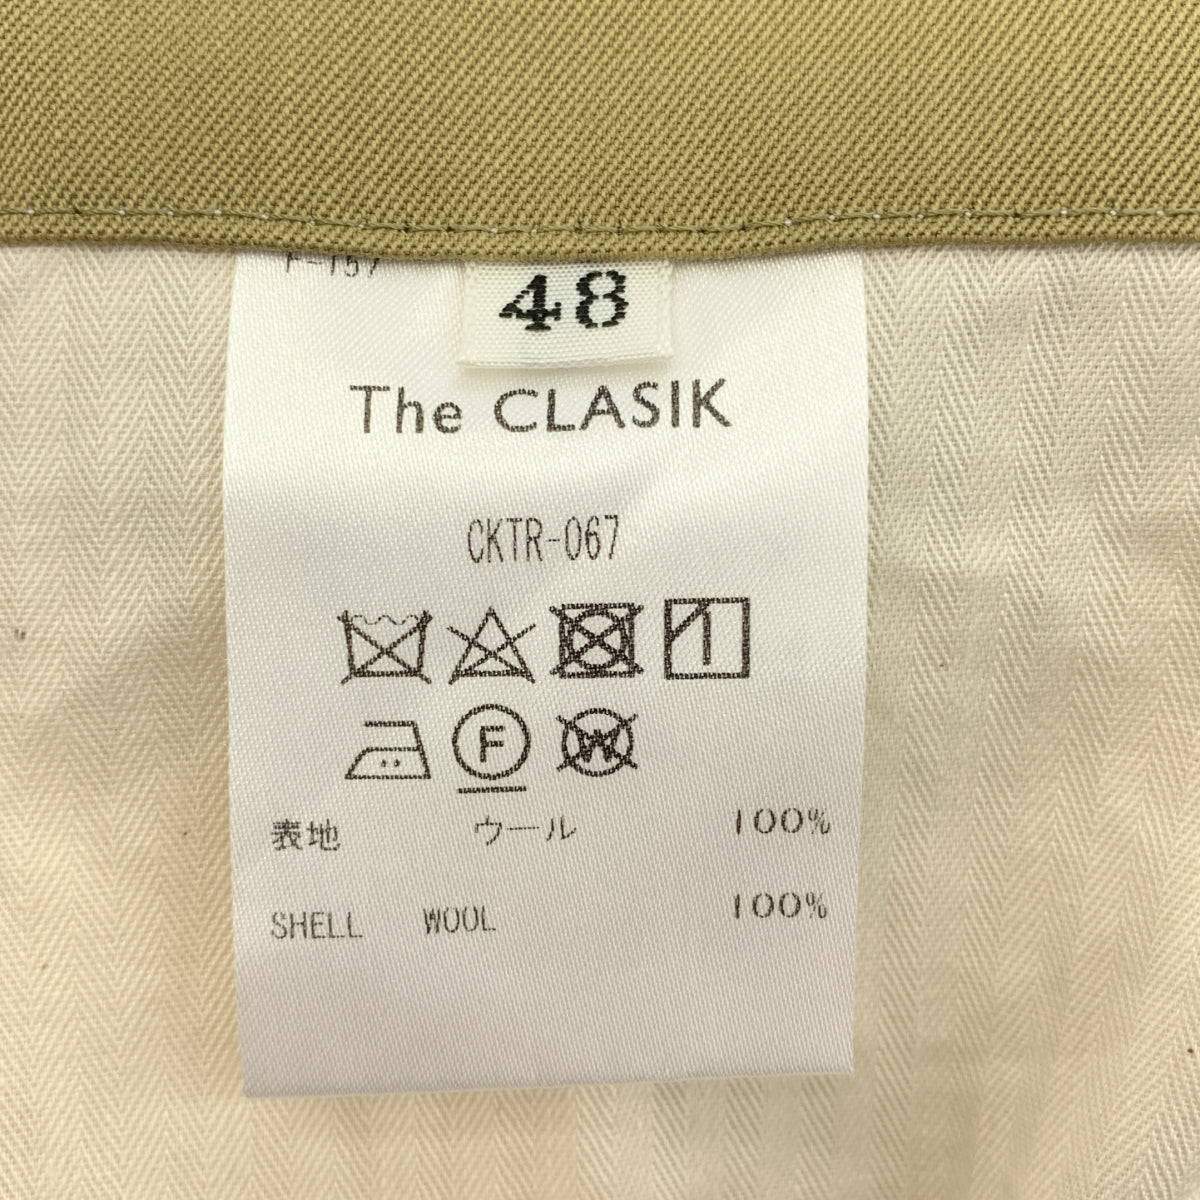 48
The CLASIK
CKTR-067
F W
表地 ウール 100%
SHELL WOOL 100%